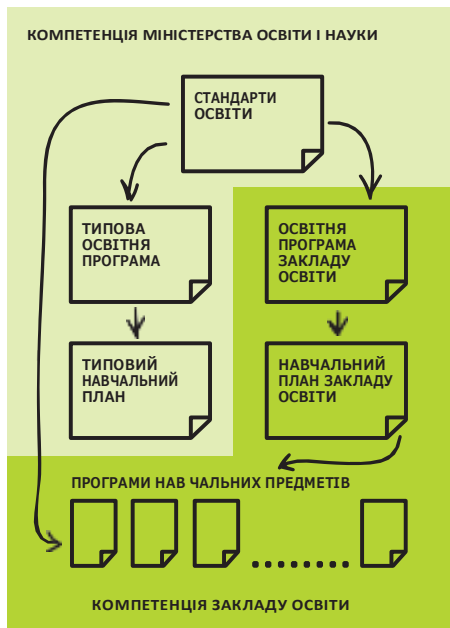 КОМПЕТЕНЦІЯ МІНІСТЕРСТВА ОСВІТИ І НАУКИ
СТАНДАРТИ
ОСВІТИ
ТИПОВА
ОСВІТНЯ
ПРОГРАМА
ОСВІТНЯ
ПРОГРАМА
ЗАКЛАДУ
ОСВІТИ
ТИПОВИЙ
НАВЧАЛЬНИЙ
ПЛАН
НАВЧАЛЬНИЙ
ПЛАН ЗАКЛАДУ
ОСВІТИ
ПРОГРАМИ НАВ ЧАЛЬНИХ ПРЕДМЕТІВ
КОМПЕТЕНЦІЯ ЗАКЛАДУ ОСВІТИ